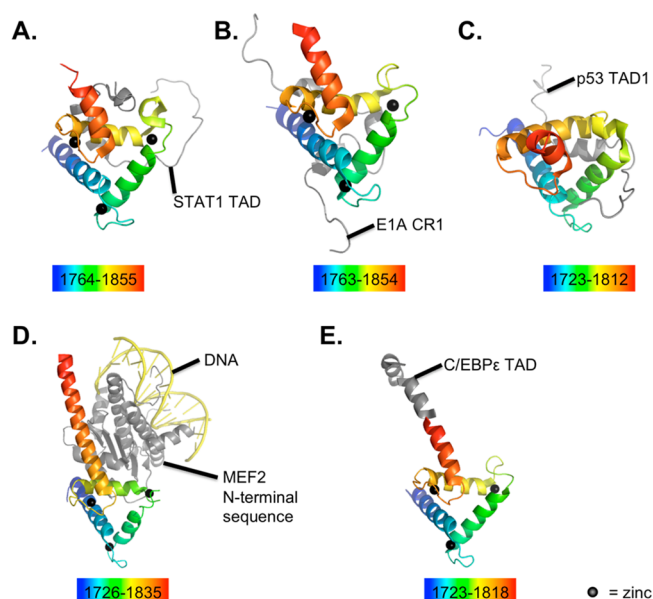 A.
B.
C.
p53 TAD1
STAT1 TAD
E1A CR1
1764-1855
1763-1854
1723-1812
D.
E.
DNA
C/EBPε TAD
MEF2
N-terminal
sequence
1726-1835
1723-1818
= zinc